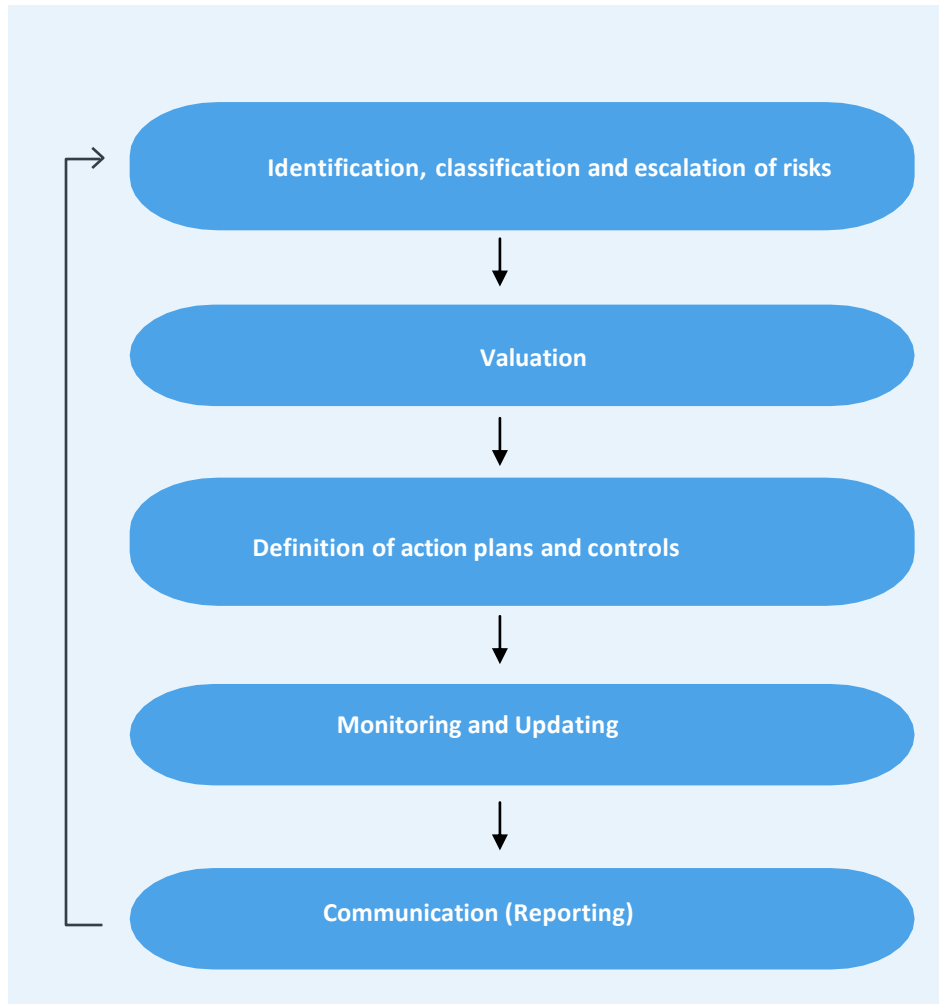 Identification, classification and escalation of risks
Valuation
Definition of action plans and controls
Monitoring and Updating
Communication (Reporting)